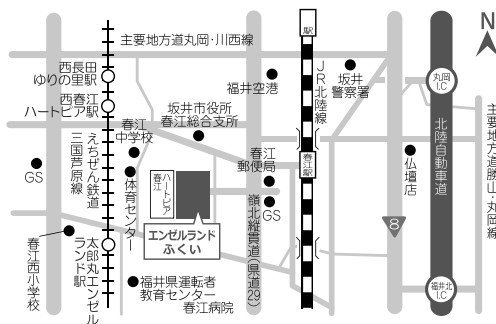 主要地方道丸岡・川西線
駅
N
西長田
ゆりの里駅
福井空港
JR北陸線
坂井
警察署
丸岡
I.C
西春江
ハートピア駅
坂井市役所
春江総合支所
春江
中学校
えちぜん鉄道
三国芦原線
GS
体育センター
ハートピア
春江
春江
郵便局
GS
春江駅
仏壇店
北陸自動車道
主要地方道勝山・丸岡線
エンゼルランド
ふくい
嶺北縦貫道(県道29)
8
春江西小学校
太郎丸エンゼル
ランド駅
福井県運転者
教育センター
春江病院
福井北
I.C